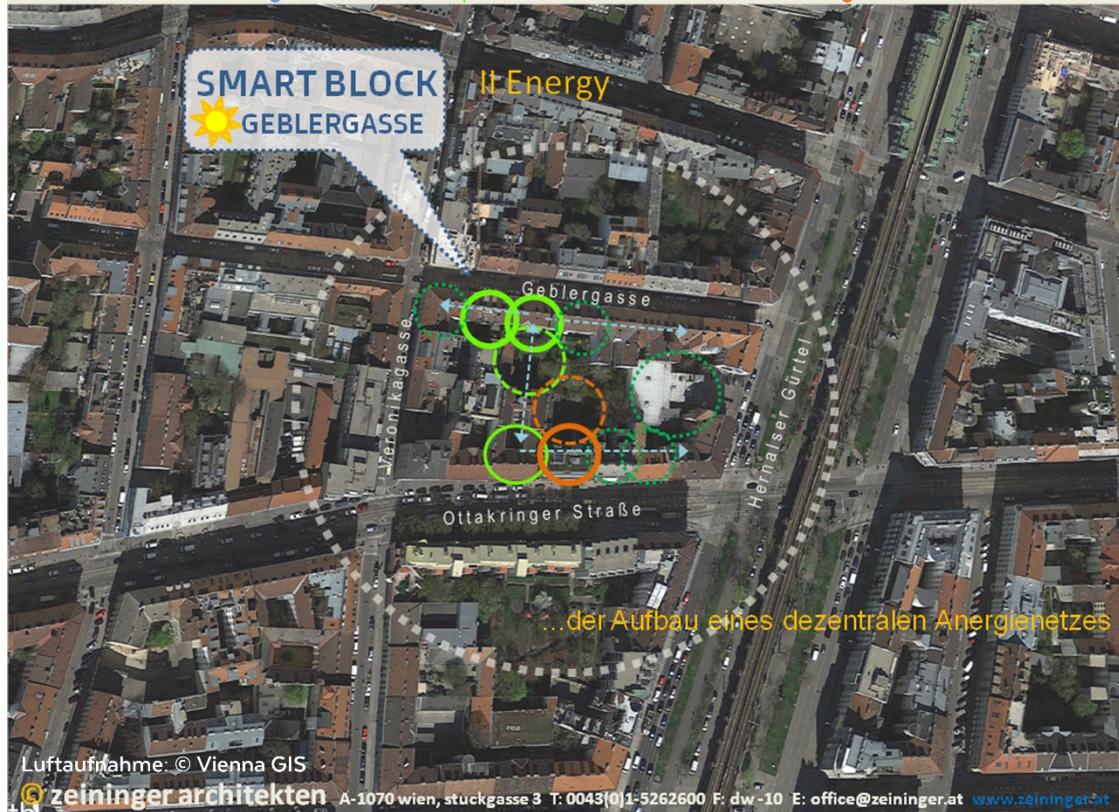 SMART BLOCK
GEBLERGASSE
II Energy
Geblergasse
Veronikagasse
Hernalser Gürtel
Ottakringer Straße
...der Aufbau eines dezentralen Anergienetzes
Luftaufnahme: © Vienna GIS
© zeininger architekten A-1070 wien, stuckgasse 3 T: 0043(0)1-5262600 F: dw -10 E: office@zeininger.at www.zeininger.at